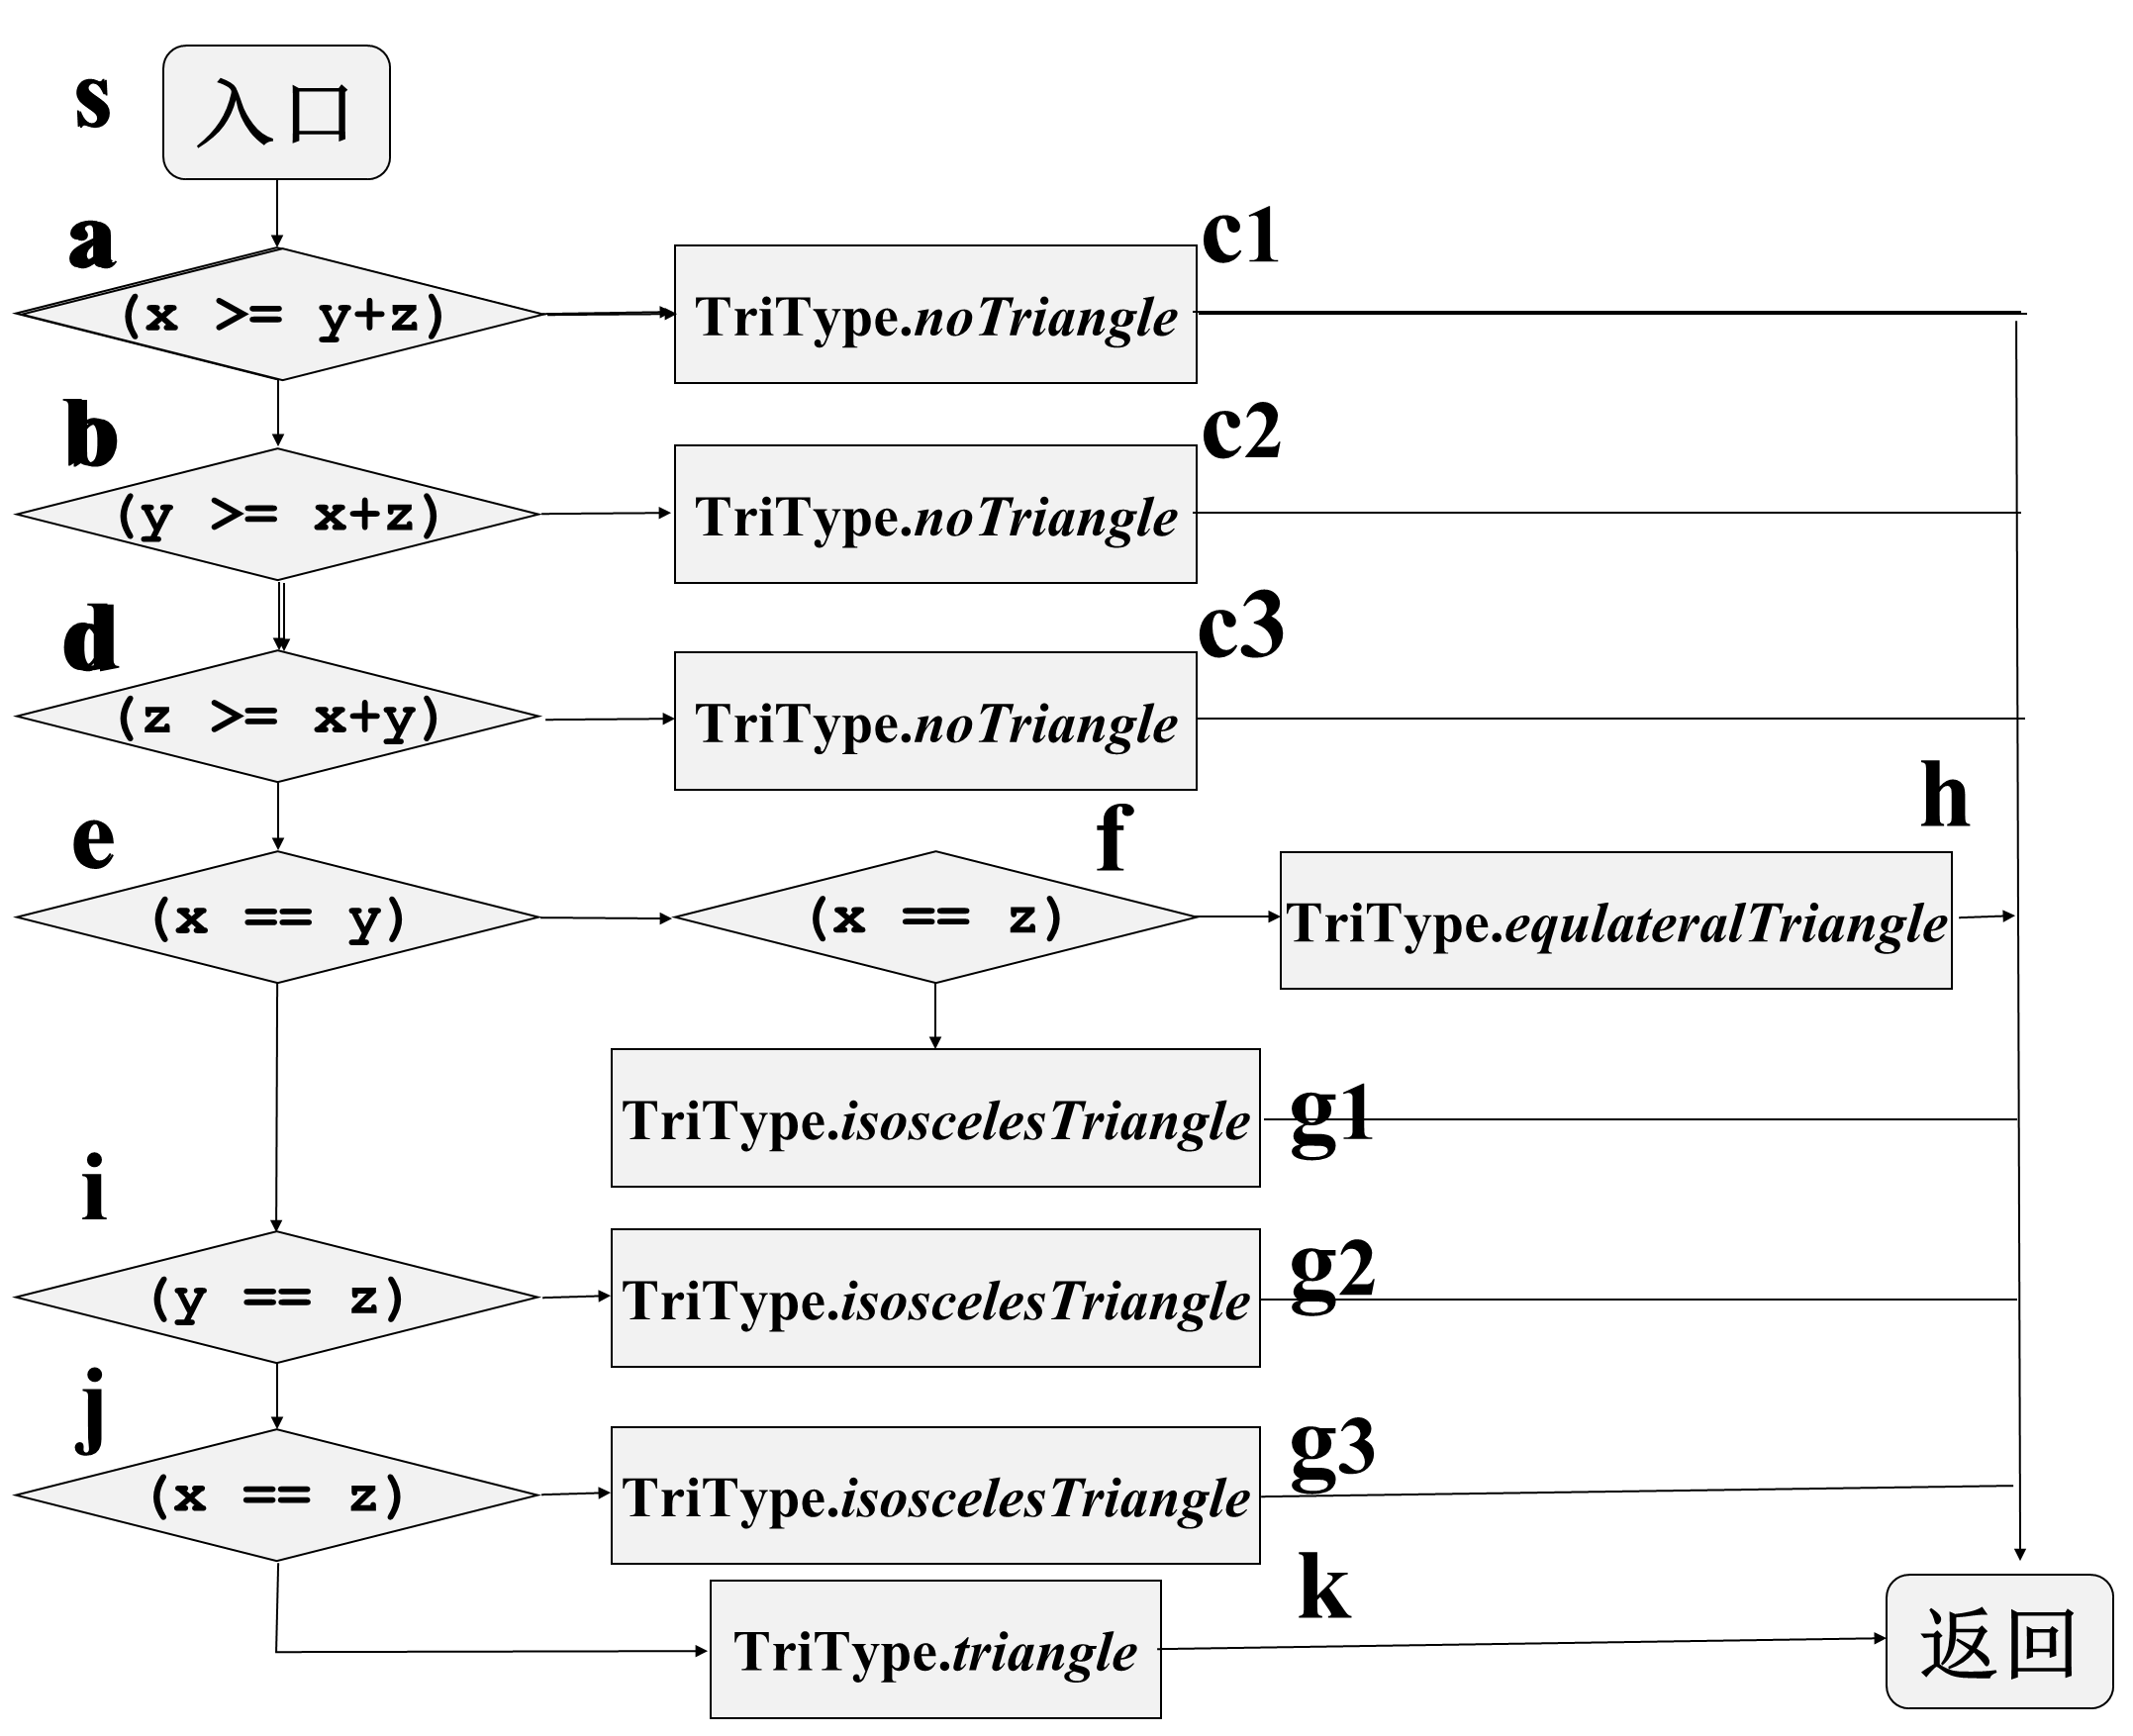 s
入口
a
(x >= y+z)
TriType.noTriangle
c1
b
(y >= x+z)
TriType.noTriangle
c2
d
(z >= x+y)
TriType.noTriangle
c3
e
(x == y)
f
(x == z)
h
TriType.equlateralTriangle
TriType.isoscelesTriangle
g1
i
(y == z)
TriType.isoscelesTriangle
g2
j
(x == z)
TriType.isoscelesTriangle
g3
TriType.triangle
k
返回